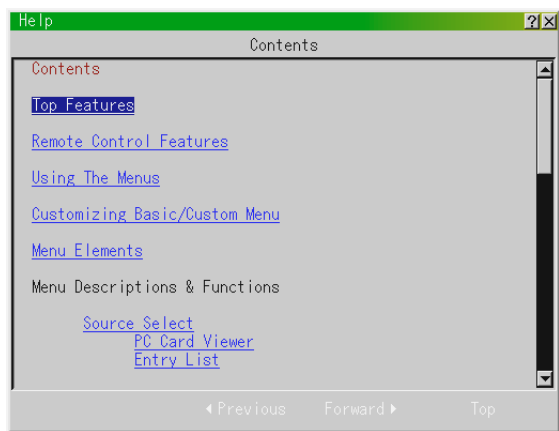 Help
Contents
Contents
Top Features
Remote Control Features
Using The Menus
Customizing Basic/Custom Menu
Menu Elements
Menu Descriptions & Functions
Source Select
PC Card Viewer
Entry List
Previous Forward Top